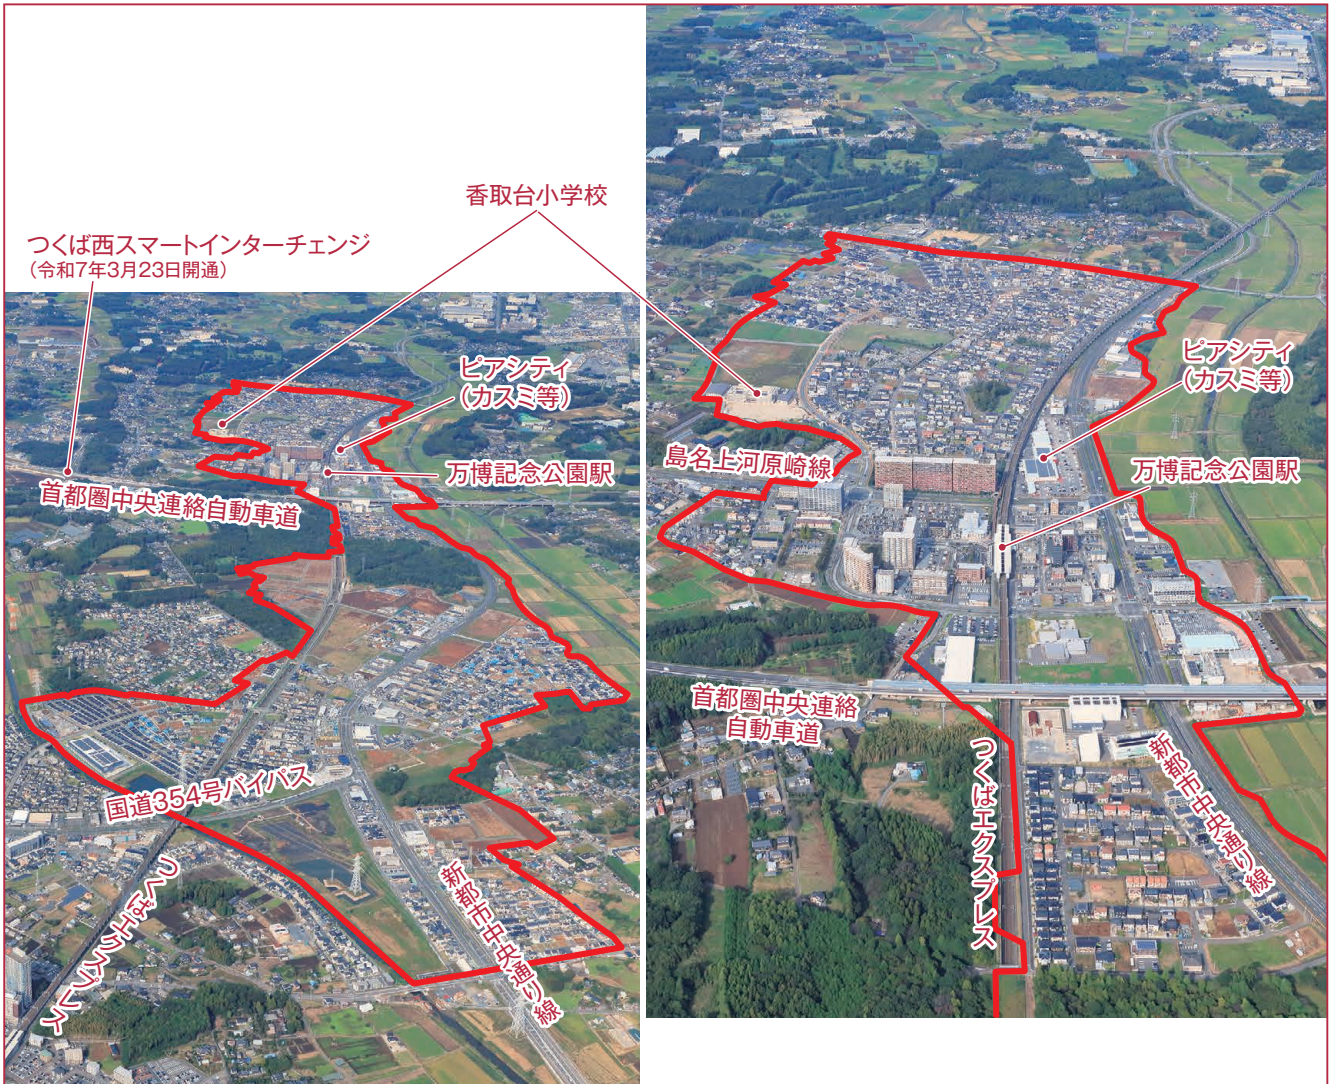 香取台小学校
つくば西スマートインターチェンジ
(令和7年3月23日開通)
ピアシティ
(カスミ等)
万博記念公園駅
首都圏中央連絡自動車道
国道354号バイパス
つくばエクスプレス
新都市中央通り線
ピアシティ
(カスミ等)
島名上河原崎線
万博記念公園駅
首都圏中央連絡
自動車道
つくばエクスプレス
新都市中央通り線